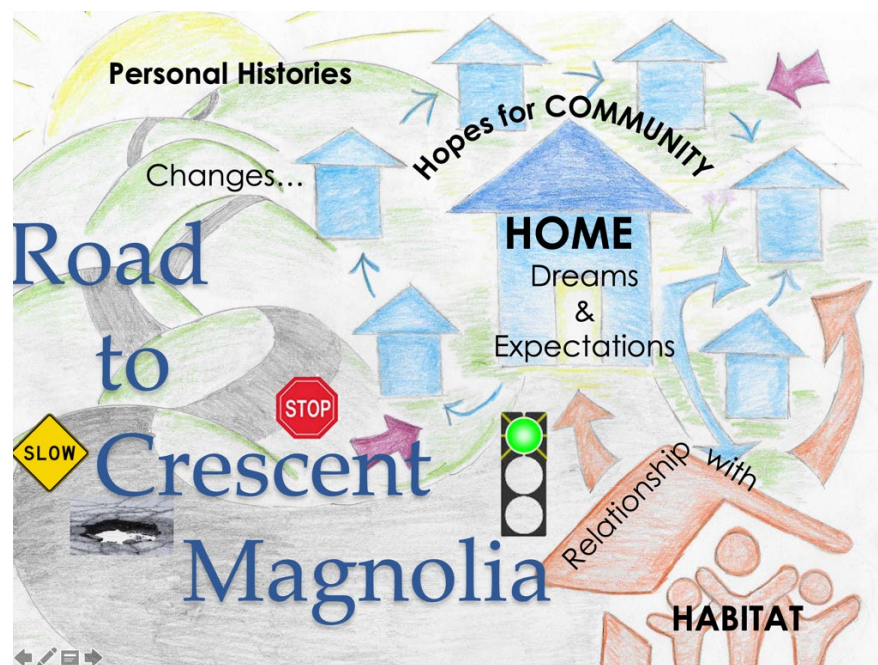 Personal Histories
Hopes for COMMUNITY
Changes...
Road
to
Crescent
Magnolia
HOME
Dreams
&
Expectations
STOP
SLOW
Relationship with
HABITAT